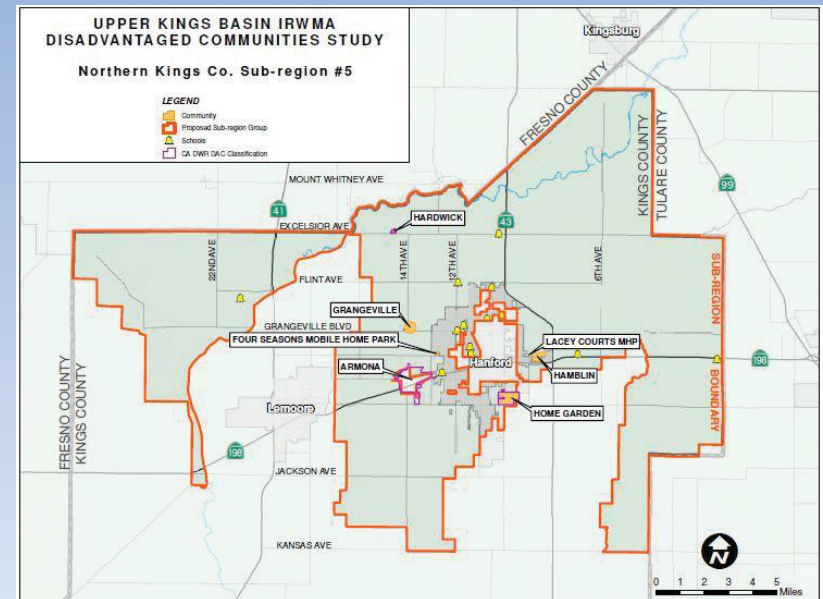 UPPER KINGS BASIN IRWMA
DISADVANTAGED COMMUNITIES STUDY
Northern Kings Co. Sub-region #5
LEGEND
Community
Proposed Sub-region Group
Schools
CA DWR DAC Classification
Kingsburg
FRESNO COUNTY
KINGS COUNTY
TULARE COUNTY
99
MOUNT WHITNEY AVE
41
HARDWICK
43
EXCELSIOR AVE
22ND AVE
14TH AVE
12TH AVE
6TH AVE
FLINT AVE
SUB-REGION BOUNDARY
GRANGEVILLE
GRANGEVILLE BLVD
FOUR SEASONS MOBILE HOME PARK
LACEY COURTS MHP
Hanford
198
ARMONA
HAMBLIN
Lemoore
HOME GARDEN
FRESNO COUNTY
KINGS COUNTY
198
JACKSON AVE
KANSAS AVE
N
0 1 2 3 4 5
Miles